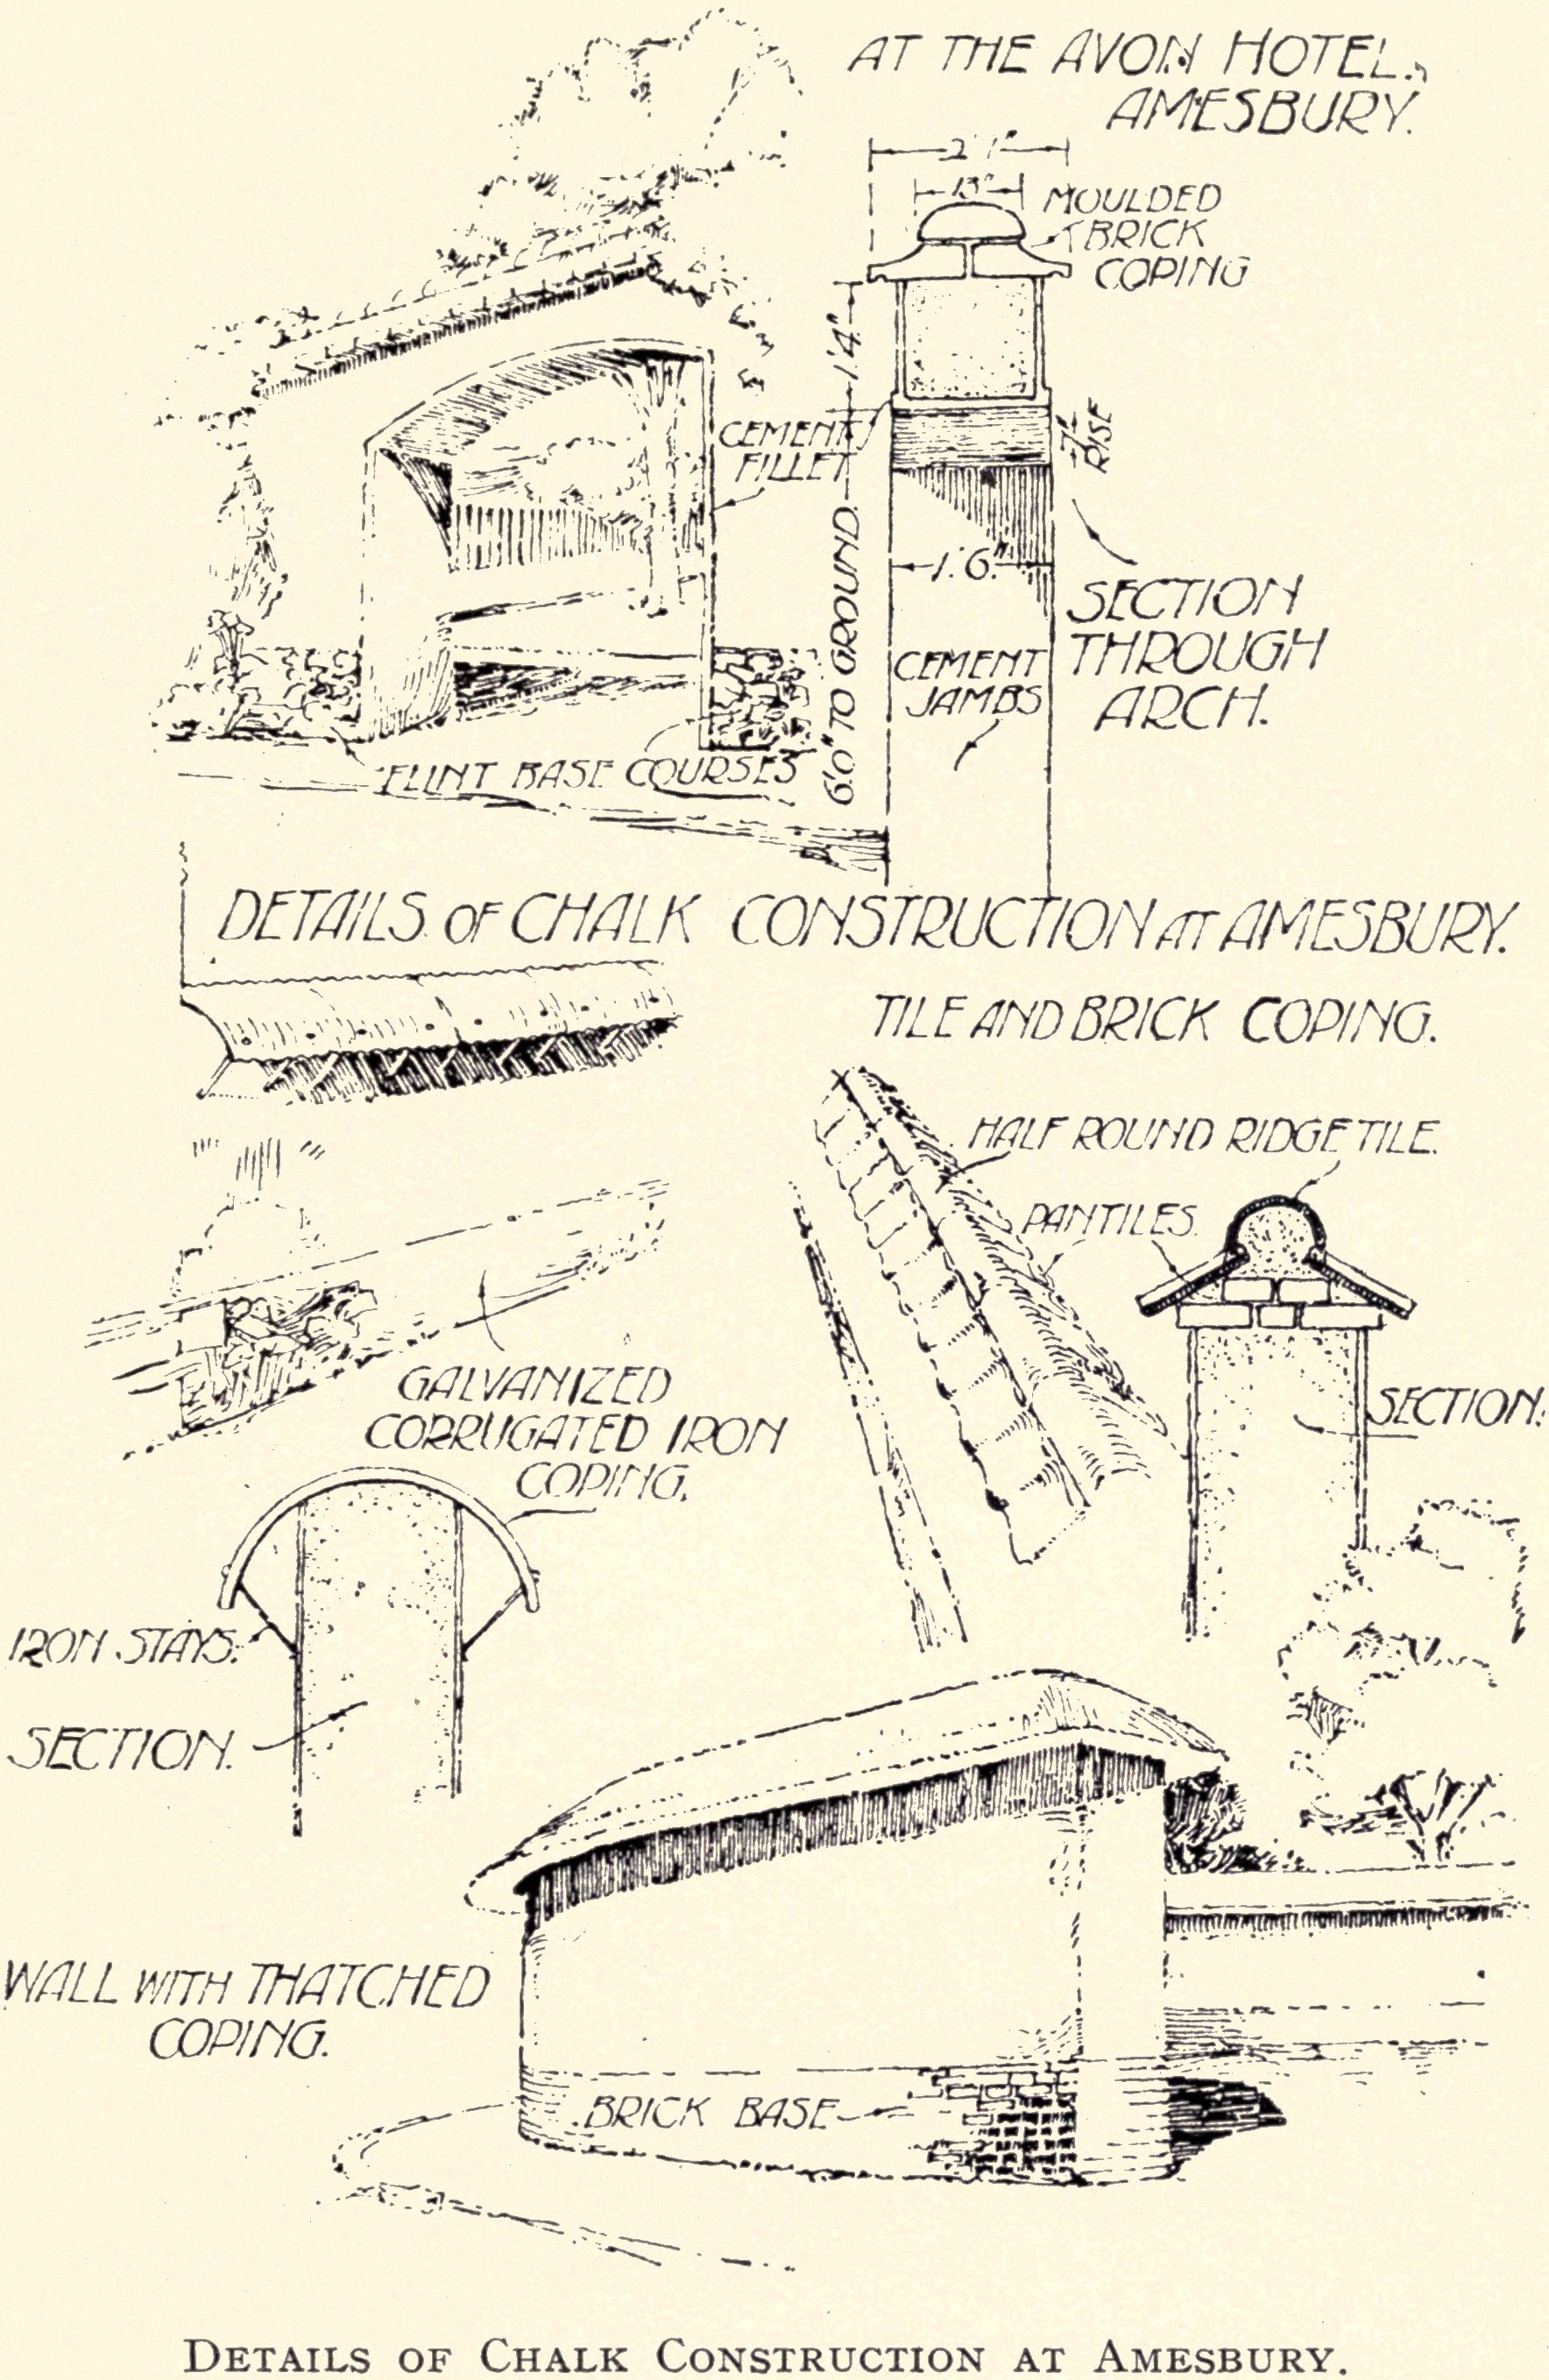 AT THE AVON HOTEL,
AMESBURY.
2'1"
13"
MOULDED
BRICK
COPING
1'.4."
CEMENT
FILLET
RISE
1'.6."
SECTION
THROUGH
ARCH.
6'.0" TO GROUND.
CEMENT
JAMBS
FLINT BASE COURSES
DETAILS OF CHALK CONSTRUCTION AT AMESBURY.
TILE AND BRICK COPING.
HALF ROUND RIDGE TILE.
PANTILES.
SECTION.
GALVANIZED
CORRUGATED IRON
COPING.
IRON STAYS.
SECTION.
WALL WITH THATCHED
COPING.
BRICK BASE
DETAILS OF CHALK CONSTRUCTION AT AMESBURY.